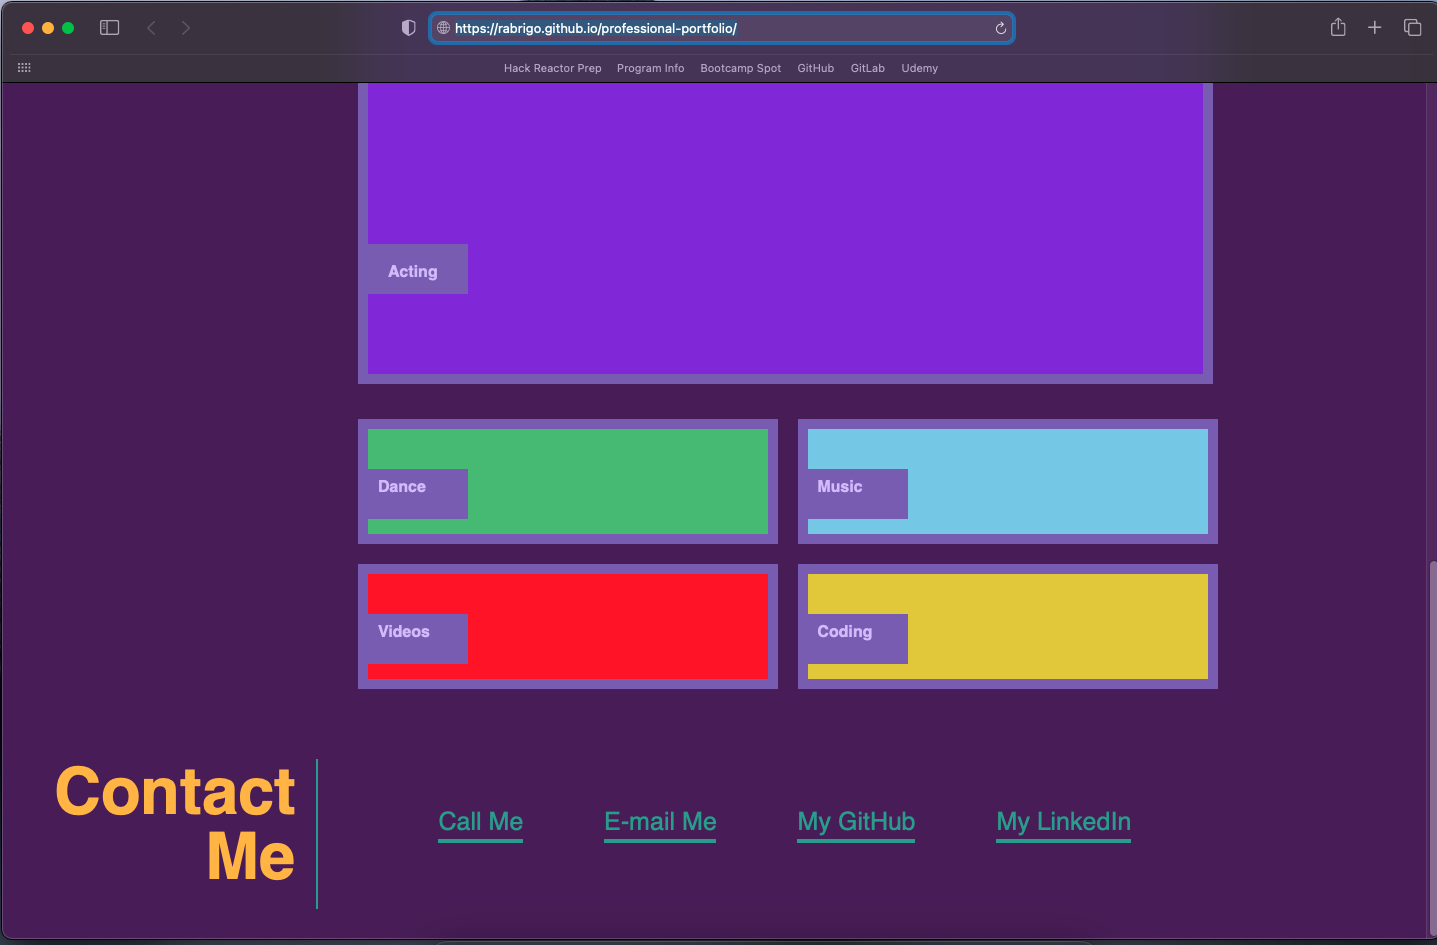 https://rabrigo.github.io/professional-portfolio/
Hack Reactor Prep Program Info Bootcamp Spot GitHub GitLab Udemy
Acting
Dance
Music
Videos
Coding
Contact
Me
Call Me E-mail Me My GitHub My LinkedIn